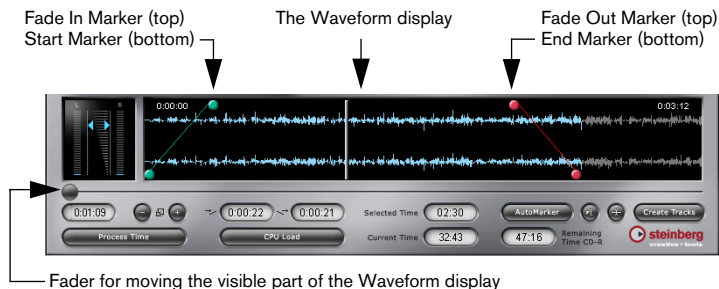 Fade In Marker (top)
Start Marker (bottom)
The Waveform display
Fade Out Marker (top)
End Marker (bottom)
L R
0:00:00
0:03:12
0:01:09
0:00:22
0:00:21
Selected Time
02:30
AutoMarker
Create Tracks
Process Time
CPU Load
Current Time
32:43
47:16
Remaining
Time CD-R
steinberg
creative tools
Fader for moving the visible part of the Waveform display